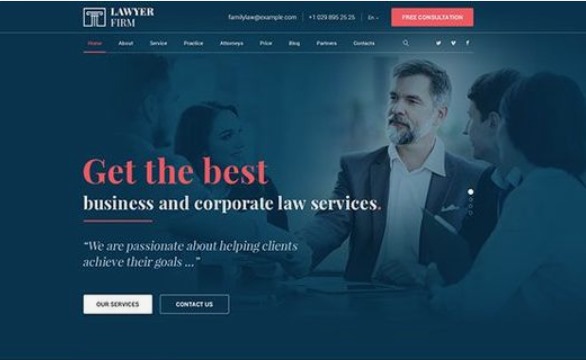 LAWYER
FIRM
familylaw@example.com
+1 029 895 25 25
En
FREE CONSULTATION
Home About Service Practice Attorneys Price Blog Partners Contacts
Get the best
business and corporate law services.
“We are passionate about helping clients
achieve their goals ...”
OUR SERVICES
CONTACT US